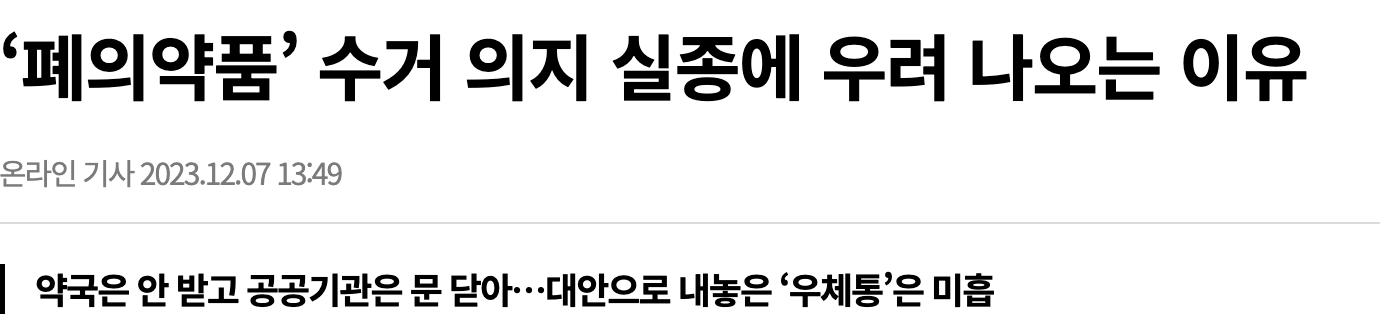 ‘폐의약품’ 수거 의지 실종에 우려 나오는 이유
온라인 기사 2023.12.07 13:49
약국은 안 받고 공공기관은 문 닫아…대안으로 내놓은 ‘우체통’은 미흡